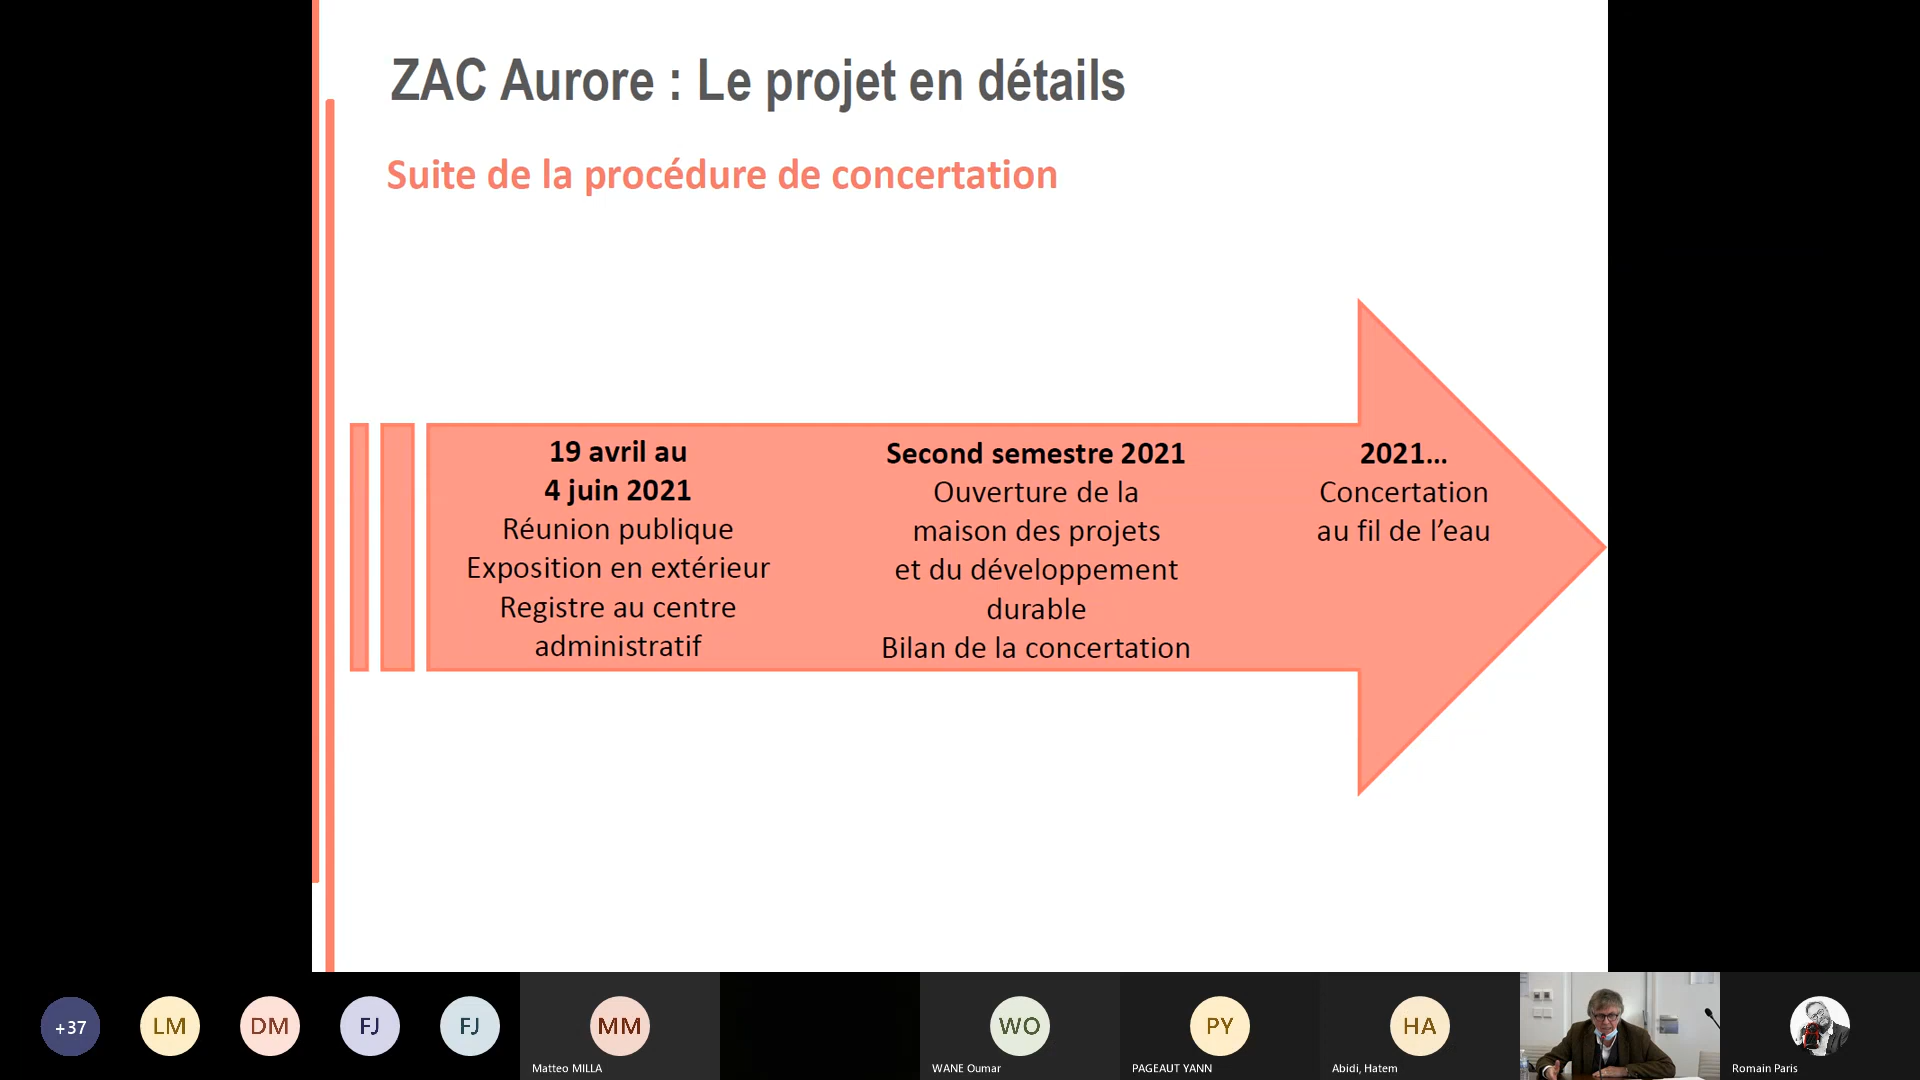 ZAC Aurore : Le projet en détails
Suite de la procédure de concertation
19 avril au
4 juin 2021
Réunion publique
Exposition en extérieur
Registre au centre
administratif
Second semestre 2021
Ouverture de la
maison des projets
et du développement
durable
Bilan de la concertation
2021...
Concertation
au fil de l’eau
+37
LM
DM
FJ
FJ
MM
Matteo MILLA
WO
WANE Oumar
PY
PAGEAUT YANN
HA
Abidi, Hatem
Romain Paris